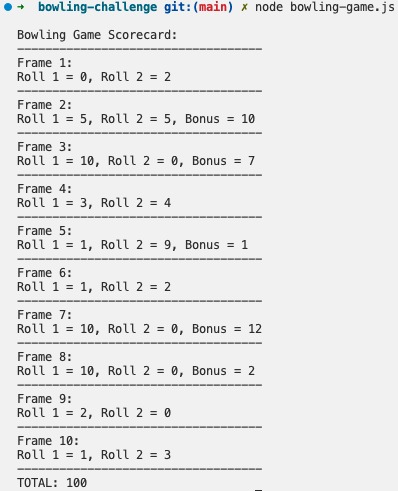 → bowling-challenge git:(main) ✗ node bowling-game.js
Bowling Game Scorecard:
-----------------------------------
Frame 1:
Roll 1 = 0, Roll 2 = 2
-----------------------------------
Frame 2:
Roll 1 = 5, Roll 2 = 5, Bonus = 10
-----------------------------------
Frame 3:
Roll 1 = 10, Roll 2 = 0, Bonus = 7
-----------------------------------
Frame 4:
Roll 1 = 3, Roll 2 = 4
-----------------------------------
Frame 5:
Roll 1 = 1, Roll 2 = 9, Bonus = 1
-----------------------------------
Frame 6:
Roll 1 = 1, Roll 2 = 2
-----------------------------------
Frame 7:
Roll 1 = 10, Roll 2 = 0, Bonus = 12
-----------------------------------
Frame 8:
Roll 1 = 10, Roll 2 = 0, Bonus = 2
-----------------------------------
Frame 9:
Roll 1 = 2, Roll 2 = 0
-----------------------------------
Frame 10:
Roll 1 = 1, Roll 2 = 3
-----------------------------------
TOTAL: 100